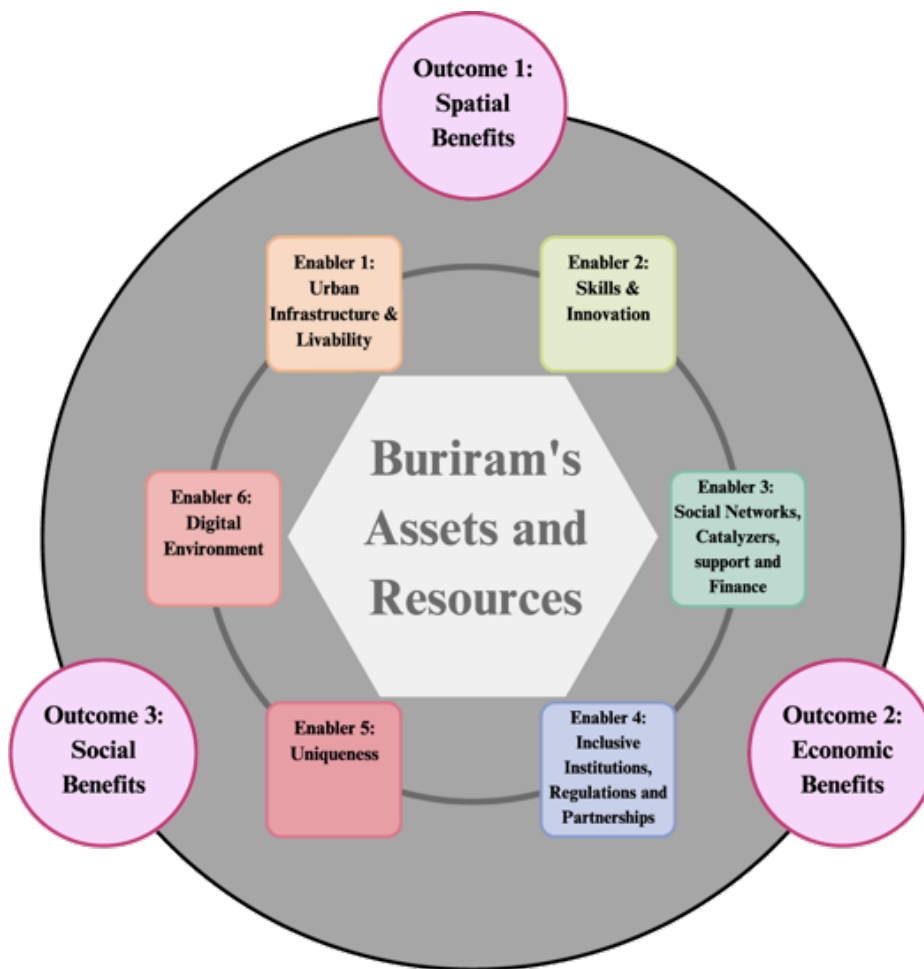 Outcome 1:
Spatial
Benefits
Enabler 1:
Urban
Infrastructure &
Livability
Enabler 2:
Skills &
Innovation
Buriram's
Assets and
Resources
Enabler 6:
Digital
Environment
Enabler 3:
Social Networks,
Catalyzers,
support and
Finance
Enabler 5:
Uniqueness
Enabler 4:
Inclusive
Institutions,
Regulations and
Partnerships
Outcome 3:
Social
Benefits
Outcome 2:
Economic
Benefits